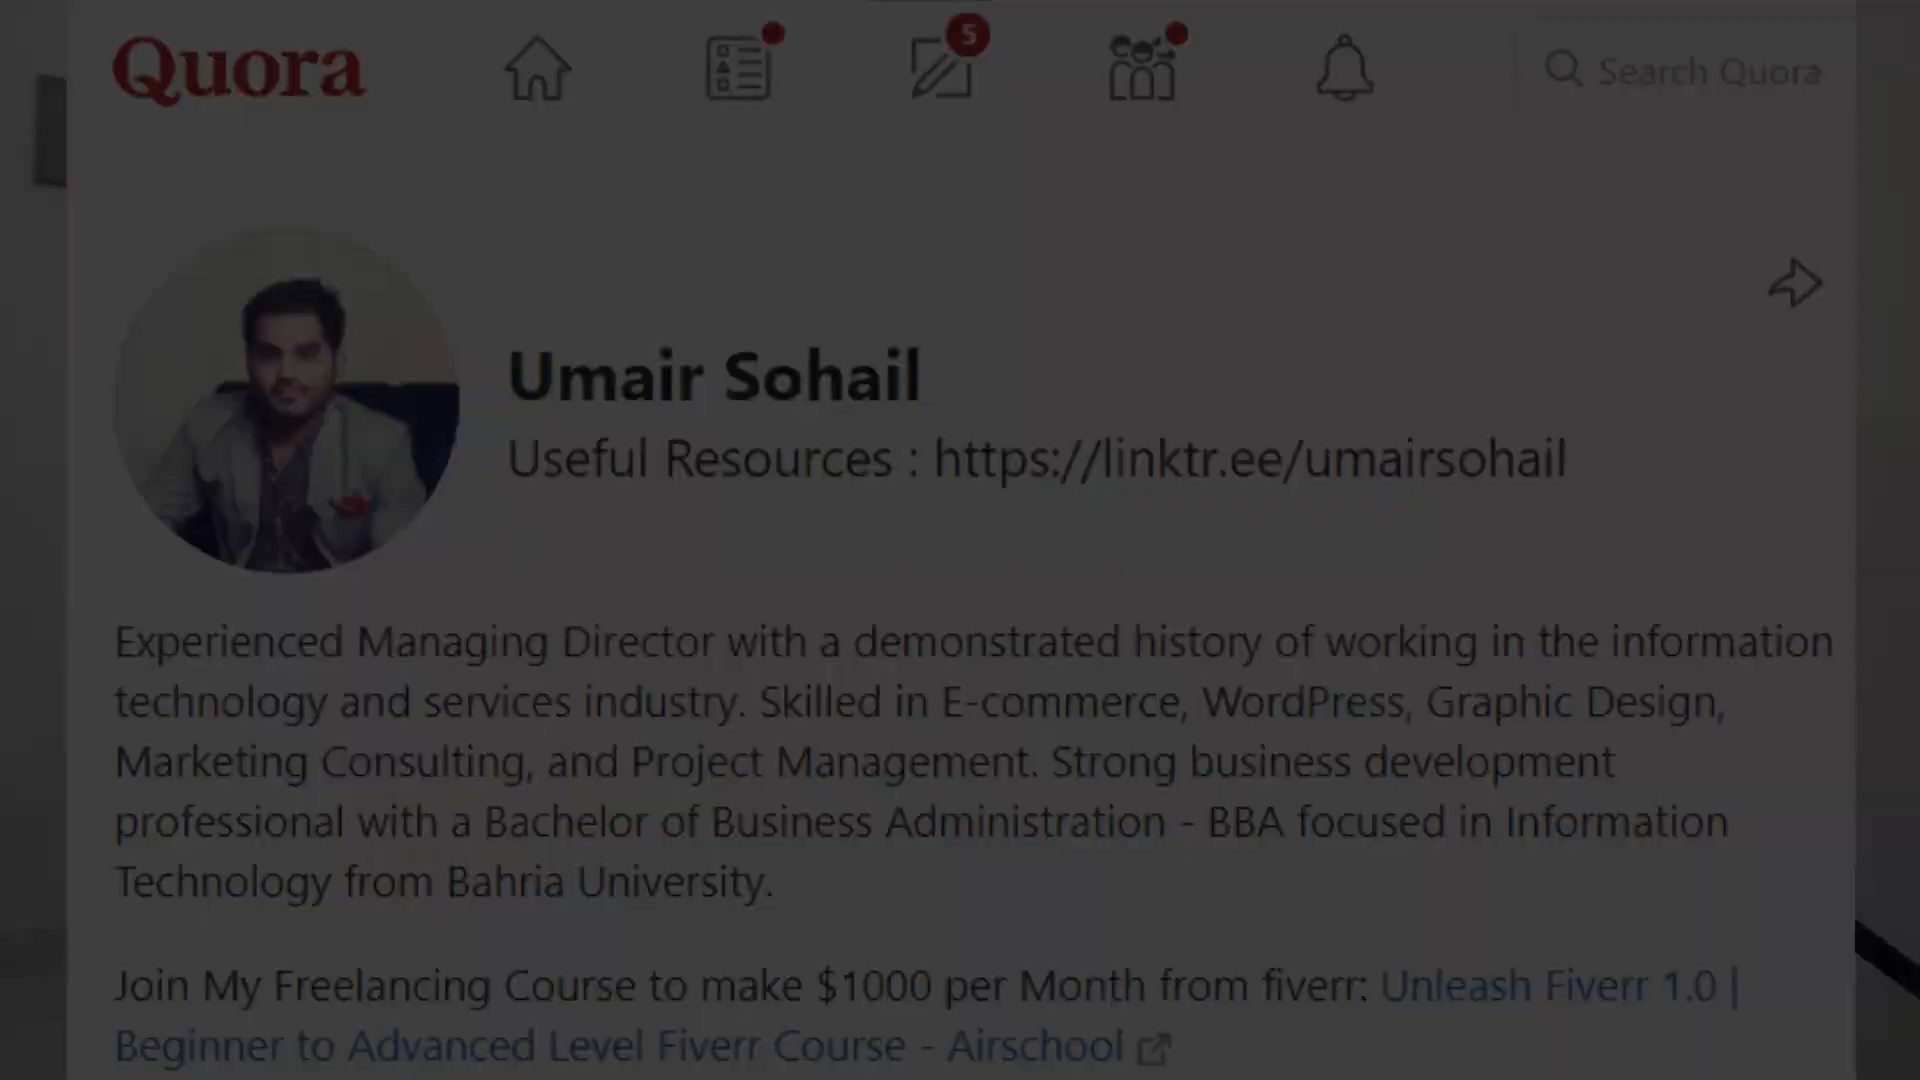 Quora
5
Search Quora
Umair Sohail
Useful Resources : https://linktr.ee/umairsohail
Experienced Managing Director with a demonstrated history of working in the information
technology and services industry. Skilled in E-commerce, WordPress, Graphic Design,
Marketing Consulting, and Project Management. Strong business development
professional with a Bachelor of Business Administration - BBA focused in Information
Technology from Bahria University.
Join My Freelancing Course to make $1000 per Month from fiverr: Unleash Fiverr 1.0 |
Beginner to Advanced Level Fiverr Course - Airschool